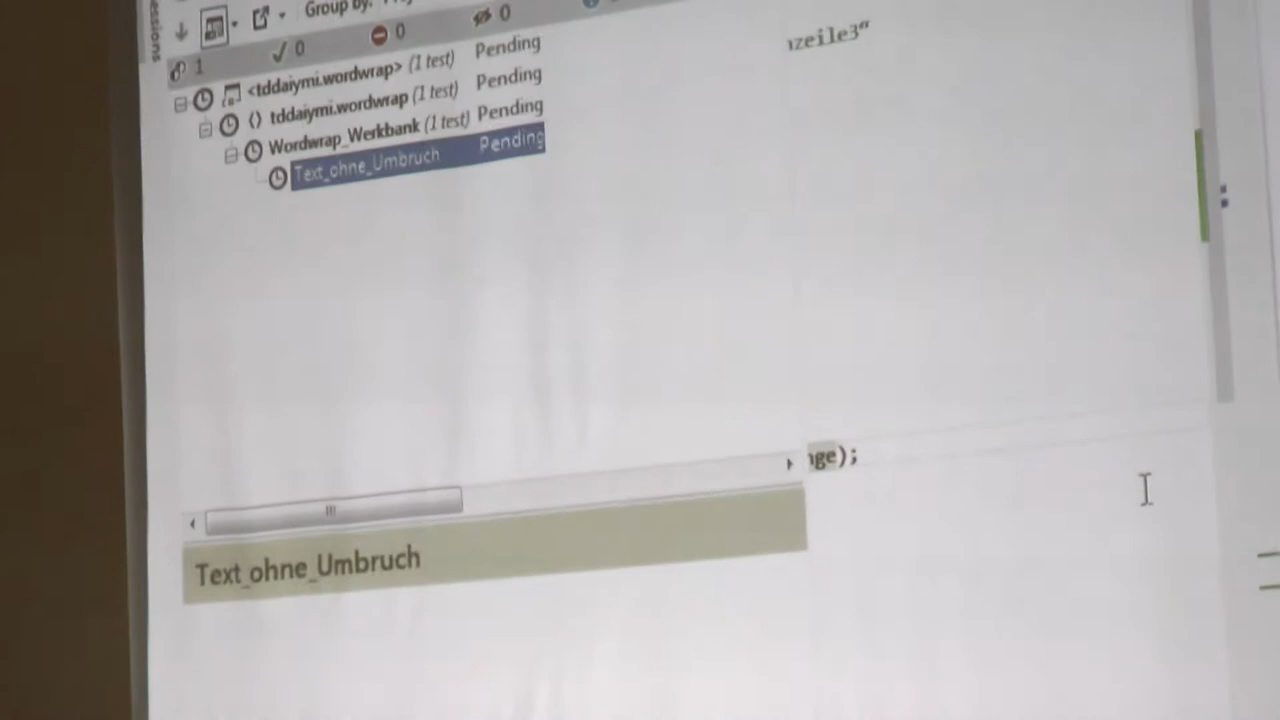 Group by:
1 0 0 0
<tddaiymi.wordwrap> (1 test) Pending
{} tddaiymi.wordwrap (1 test) Pending
Wordwrap_Werkbank (1 test) Pending
Text_ohne_Umbruch Pending
zeile3"
ge);
Text_ohne_Umbruch